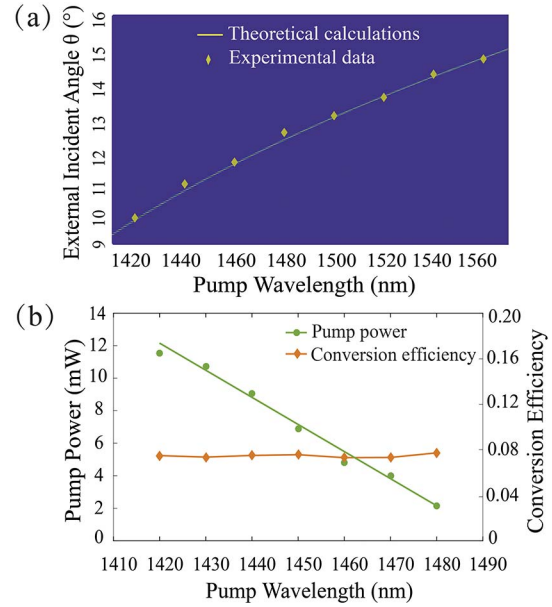 (a)
External Incident Angle θ (°)
16
15
14
13
12
11
10
9
Theoretical calculations
Experimental data
1420 1440 1460 1480 1500 1520 1540 1560
Pump Wavelength (nm)
(b)
Pump Power (mW)
14
12
10
8
6
4
2
0
Pump power
Conversion efficiency
0.20
0.16
0.12
0.08
0.04
0
Conversion Efficiency
1410 1420 1430 1440 1450 1460 1470 1480 1490
Pump Wavelength (nm)